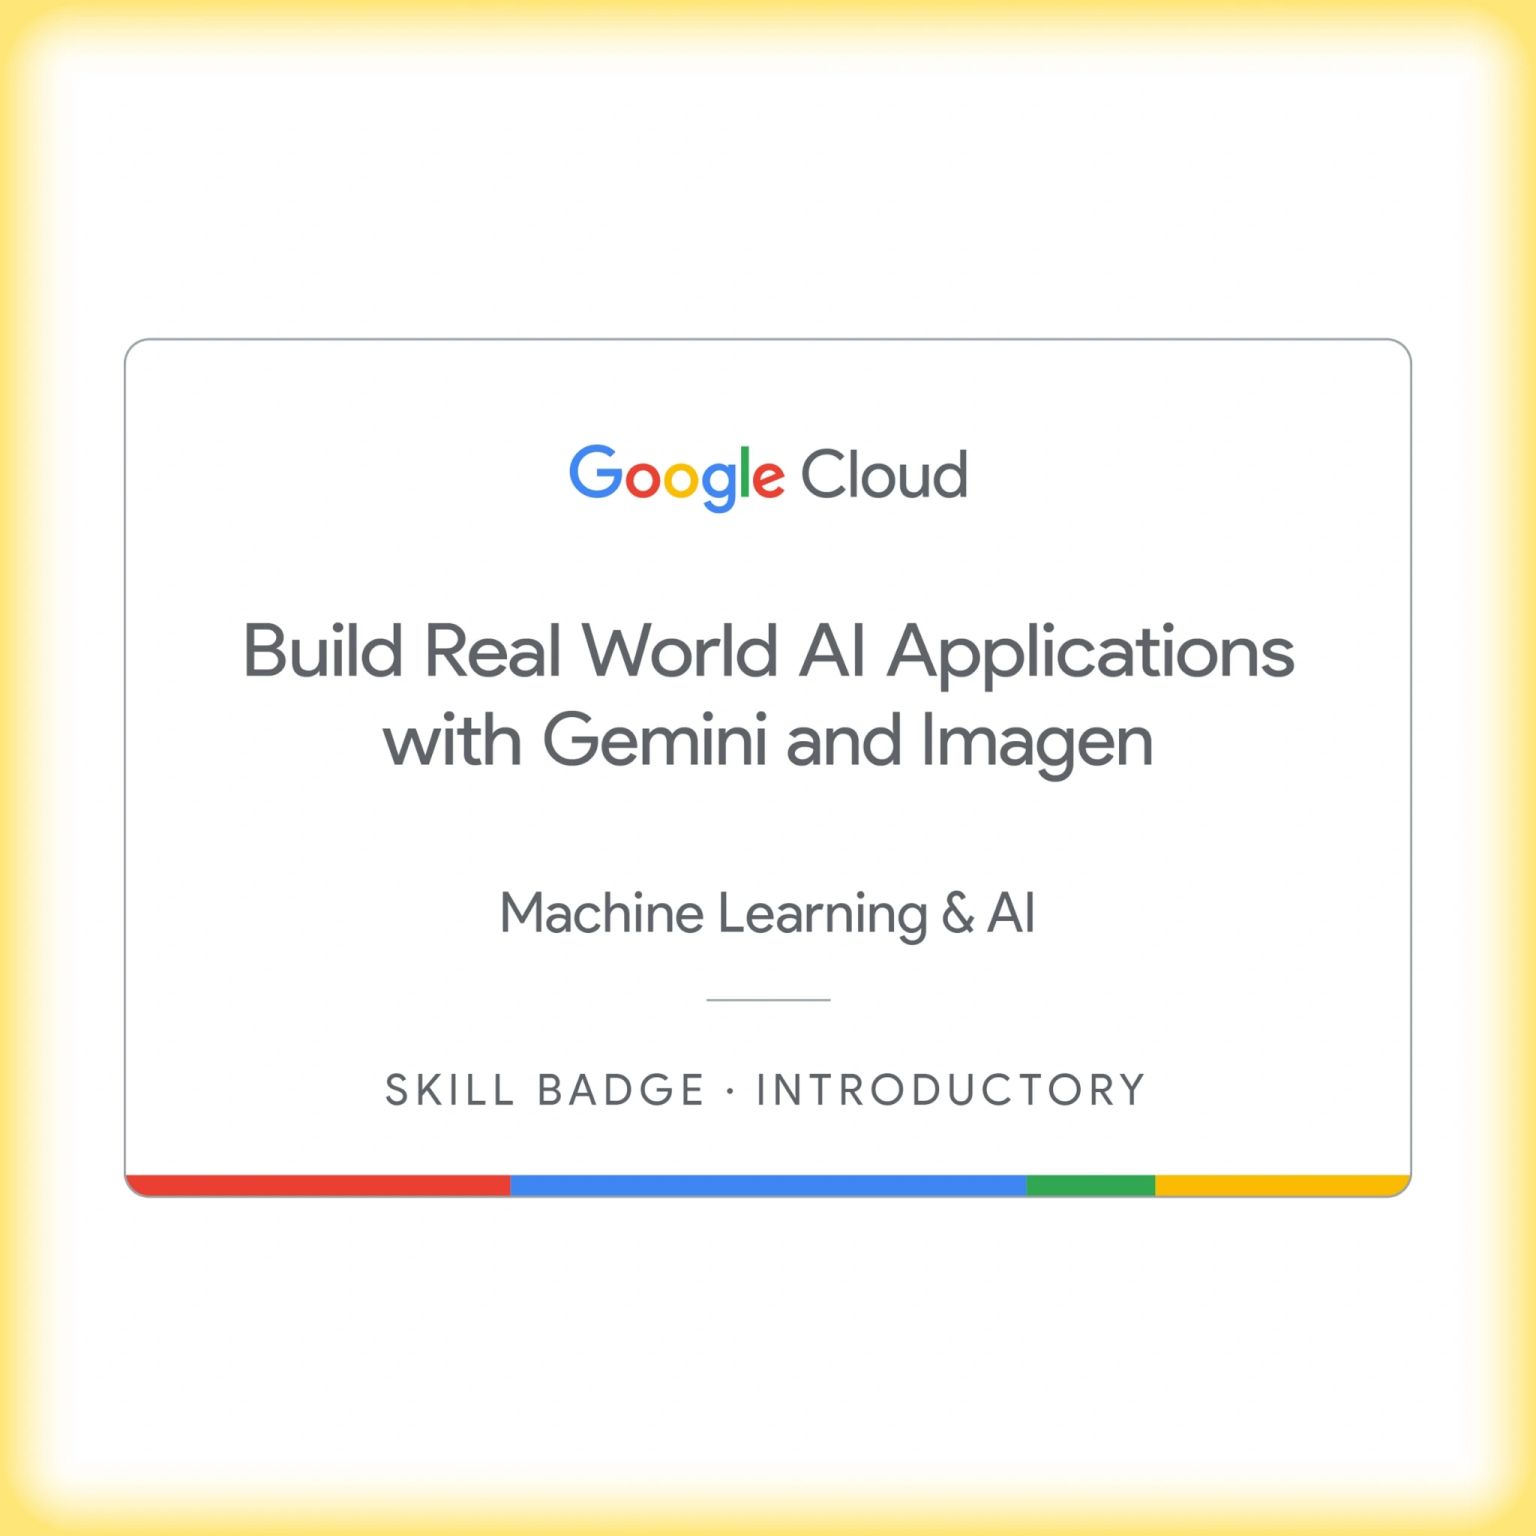 Google Cloud
Build Real World AI Applications
with Gemini and Imagen
Machine Learning & AI
SKILL BADGE · INTRODUCTORY